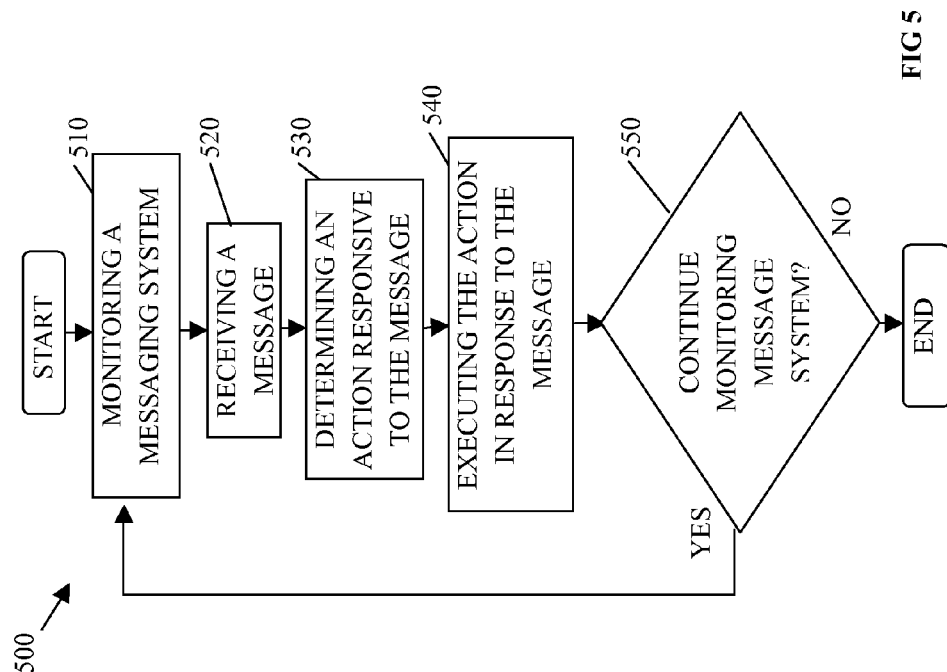 500
START
510
MONITORING A
MESSAGING SYSTEM
520
RECEIVING A
MESSAGE
530
DETERMINING AN
ACTION RESPONSIVE
TO THE MESSAGE
540
EXECUTING THE ACTION
IN RESPONSE TO THE
MESSAGE
550
CONTINUE
MONITORING
MESSAGE
SYSTEM?
YES
NO
END
FIG 5